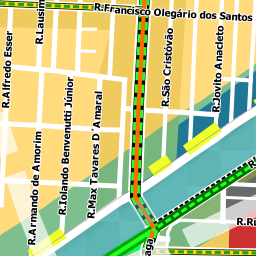 R.Francisco Olegário dos Santos
R.Lausim
R.Alfredo Esser
R.São Cristóvão
R.Jovito Anacleto
R.Iolando Benvenutti Júnior
R.Max Tavares D´Amaral
R.Armando de Amorim